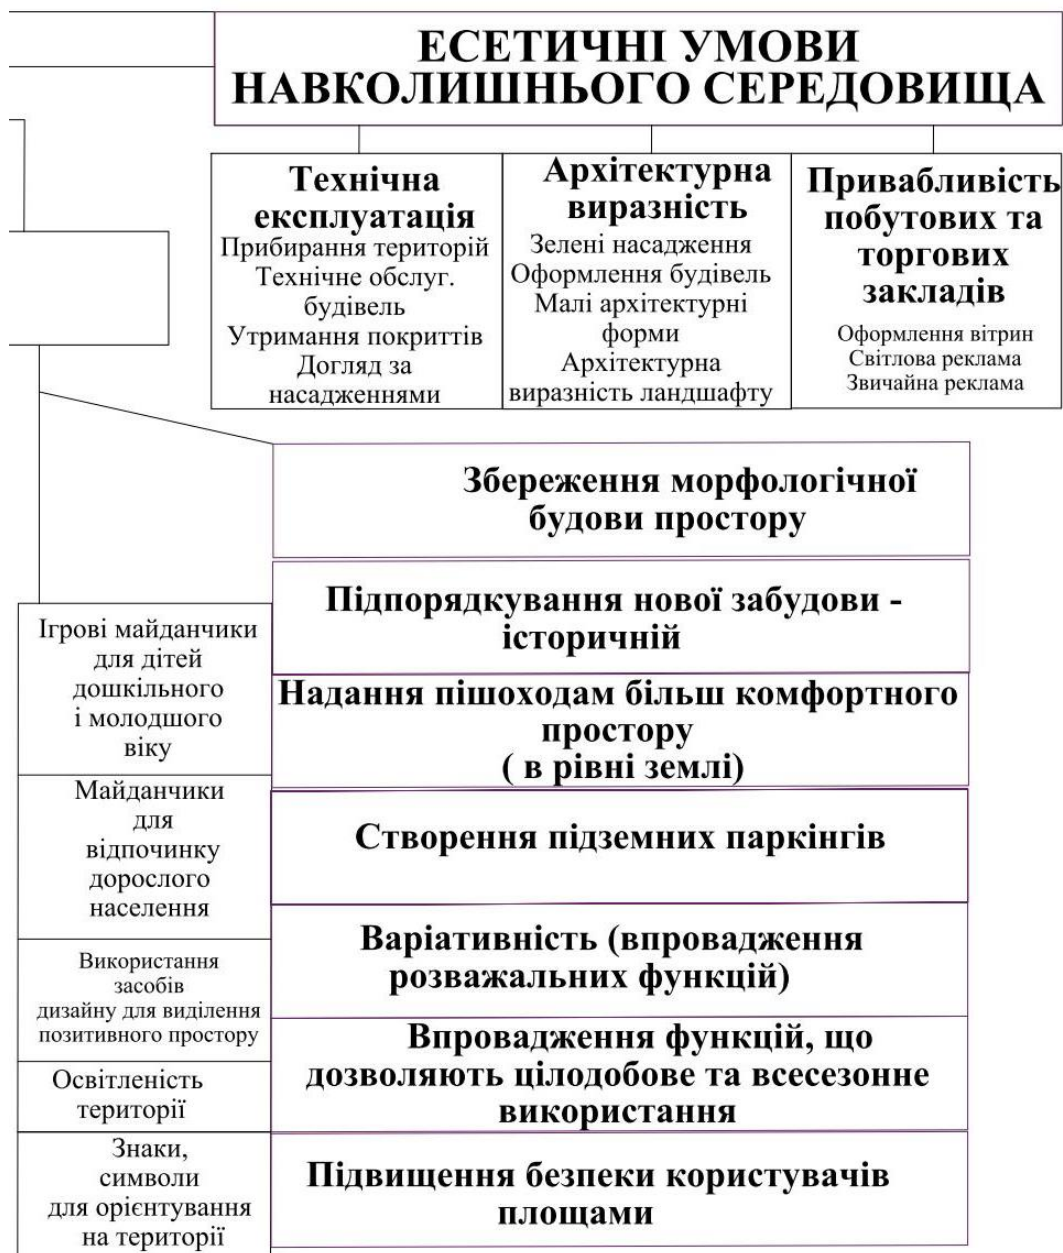 ЕСЕТИЧНІ УМОВИ
НАВКОЛИШНЬОГО СЕРЕДОВИЩА
Технічна
експлуатація
Прибирання територій
Технічне обслуг.
будівель
Утримання покриттів
Догляд за
насадженнями
Архітектурна
виразність
Зелені насадження
Оформлення будівель
Малі архітектурні
форми
Архітектурна
виразність ландшафту
Привабливість
побутових та
торгових
закладів
Оформлення вітрин
Світлова реклама
Звичайна реклама
Збереження морфологічної
будови простору
Підпорядкування нової забудови -
історичній
Надання пішоходам більш комфортного
простору
( в рівні землі)
Створення підземних паркінгів
Варіативність (впровадження
розважальних функцій)
Впровадження функцій, що
дозволяють цілодобове та всесезонне
використання
Підвищення безпеки користувачів
площами
Ігрові майданчики
для дітей
дошкільного
і молодшого
віку
Майданчики
для
відпочинку
дорослого
населення
Використання
засобів
дизайну для виділення
позитивного простору
Освітленість
території
Знаки,
символи
для орієнтування
на території